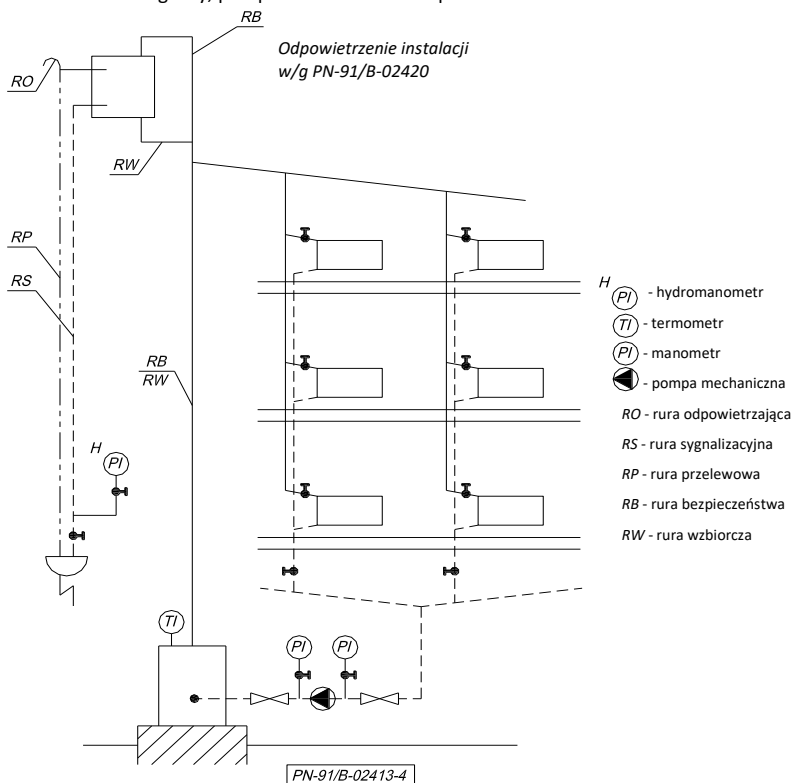 RB
Odpowietrzenie instalacji
w/g PN-91/B-02420
RO
RW
RP
RS
RB
RW
H
PI
TI
PI
PI
H
PI - hydromanometr
TI - termometr
PI - manometr
- pompa mechaniczna
RO - rura odpowietrzająca
RS - rura sygnalizacyjna
RP - rura przelewowa
RB - rura bezpieczeństwa
RW - rura wzbiorcza
PN-91/B-02413-4